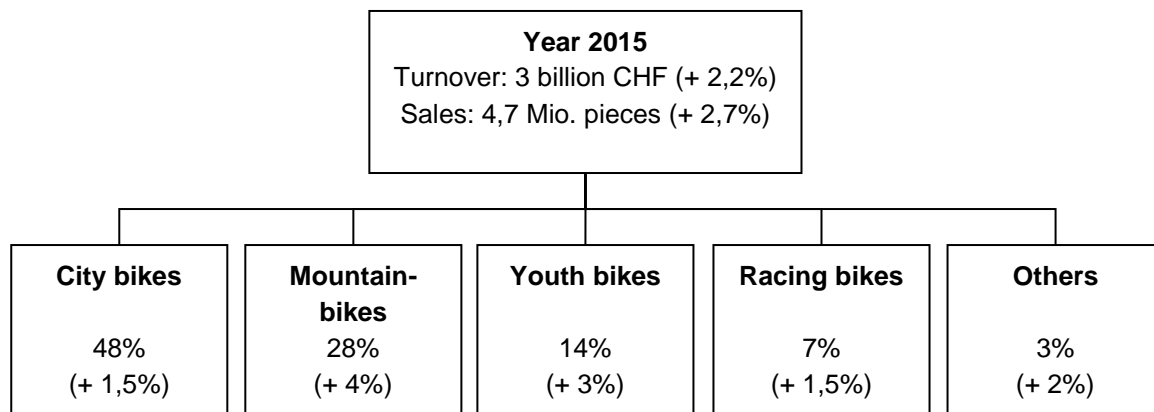 Year 2015
Turnover: 3 billion CHF (+ 2,2%)
Sales: 4,7 Mio. pieces (+ 2,7%)
City bikes
48%
(+ 1,5%)
Mountain-
bikes
28%
(+ 4%)
Youth bikes
14%
(+ 3%)
Racing bikes
7%
(+ 1,5%)
Others
3%
(+ 2%)